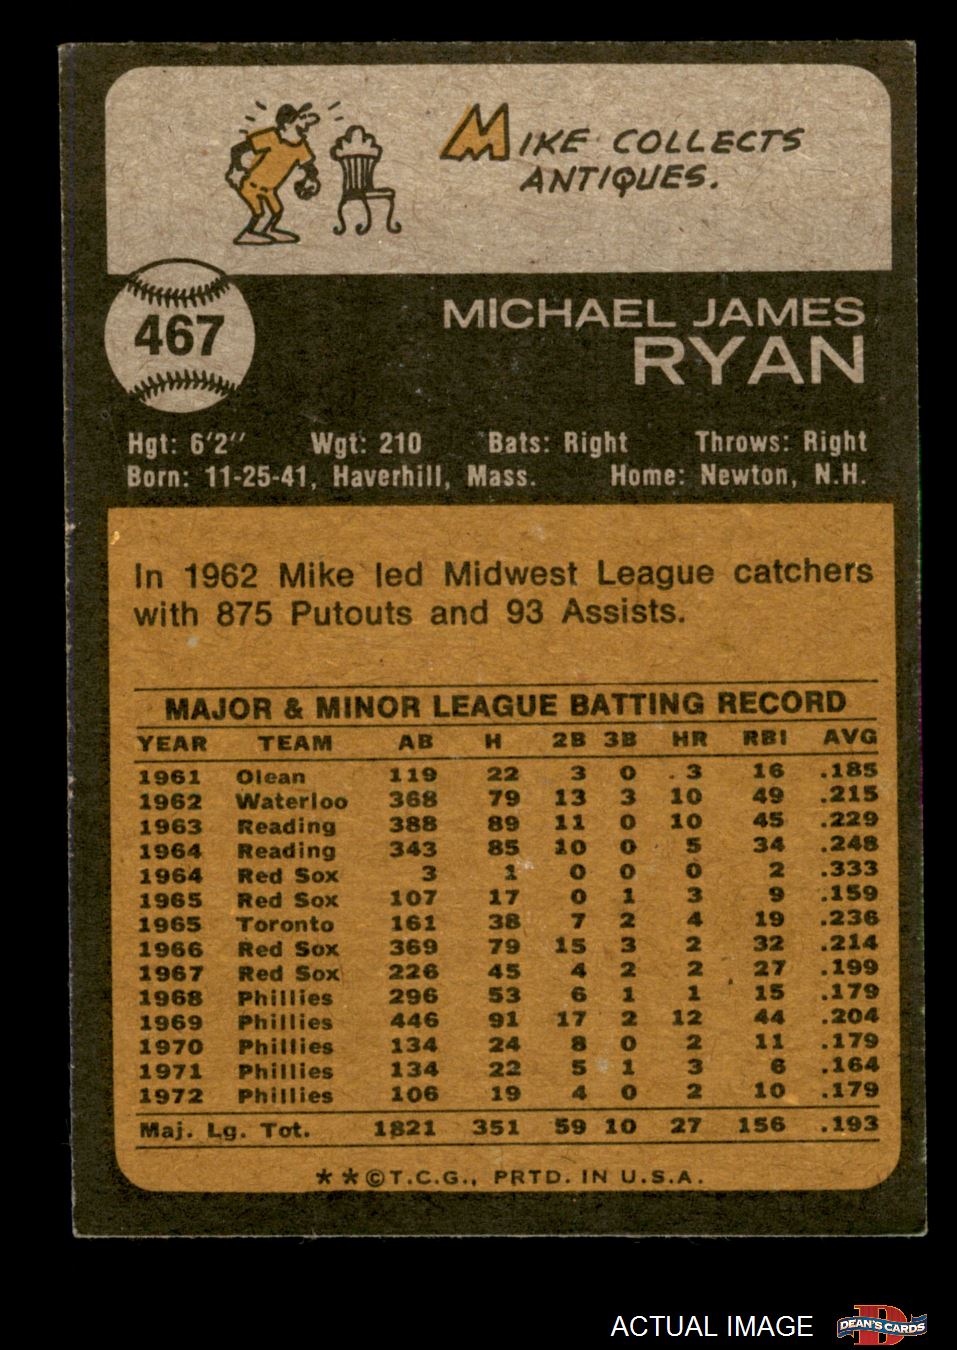 MIKE COLLECTS
ANTIQUES.
467
MICHAEL JAMES
RYAN
Hgt: 6'2" Wgt: 210 Bats: Right Throws: Right
Born: 11-25-41, Haverhill, Mass. Home: Newton, N.H.
In 1962 Mike led Midwest League catchers
with 875 Putouts and 93 Assists.
MAJOR & MINOR LEAGUE BATTING RECORD
YEAR TEAM AB H 2B 3B HR RBI AVG
1961 Olean 119 22 3 0 3 16 .185
1962 Waterloo 368 79 13 3 10 49 .215
1963 Reading 388 89 11 0 10 45 .229
1964 Reading 343 85 10 0 5 34 .248
1964 Red Sox 3 1 0 0 0 2 .333
1965 Red Sox 107 17 0 1 3 9 .159
1965 Toronto 161 38 7 2 4 19 .236
1966 Red Sox 369 79 15 3 2 32 .214
1967 Red Sox 226 45 4 2 2 27 .199
1968 Phillies 296 53 6 1 1 15 .179
1969 Phillies 446 91 17 2 12 44 .204
1970 Phillies 134 24 8 0 2 11 .179
1971 Phillies 134 22 5 1 3 6 .164
1972 Phillies 106 19 4 0 2 10 .179
Maj. Lg. Tot. 1821 351 59 10 27 156 .193
**©T.C.G., PRTD. IN U.S.A.
ACTUAL IMAGE
D
DEAN'S CARDS